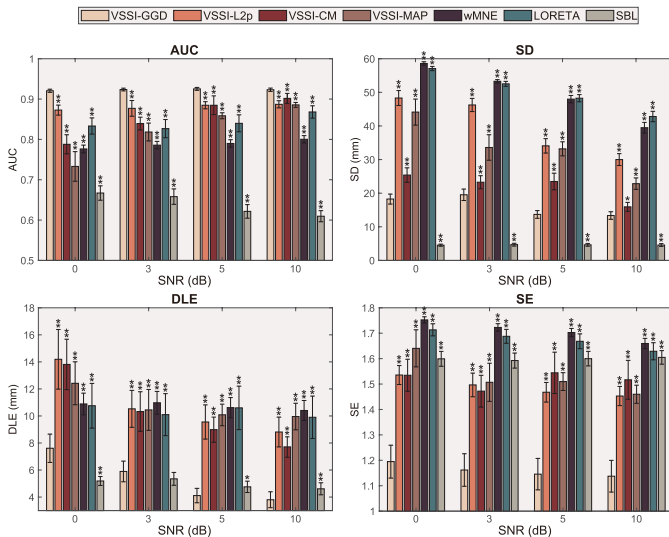 VSSI-GGD VSSI-L2p VSSI-CM VSSI-MAP wMNE LORETA SBL
AUC
1
0.9
0.8
0.7
0.6
0.5
AUC
0 3 5 10
SNR (dB)
SD
60
50
40
30
20
10
0
SD (mm)
0 3 5 10
SNR (dB)
DLE
18
16
14
12
10
8
6
4
DLE (mm)
0 3 5 10
SNR (dB)
SE
1.8
1.7
1.6
1.5
1.4
1.3
1.2
1.1
1
SE
0 3 5 10
SNR (dB)